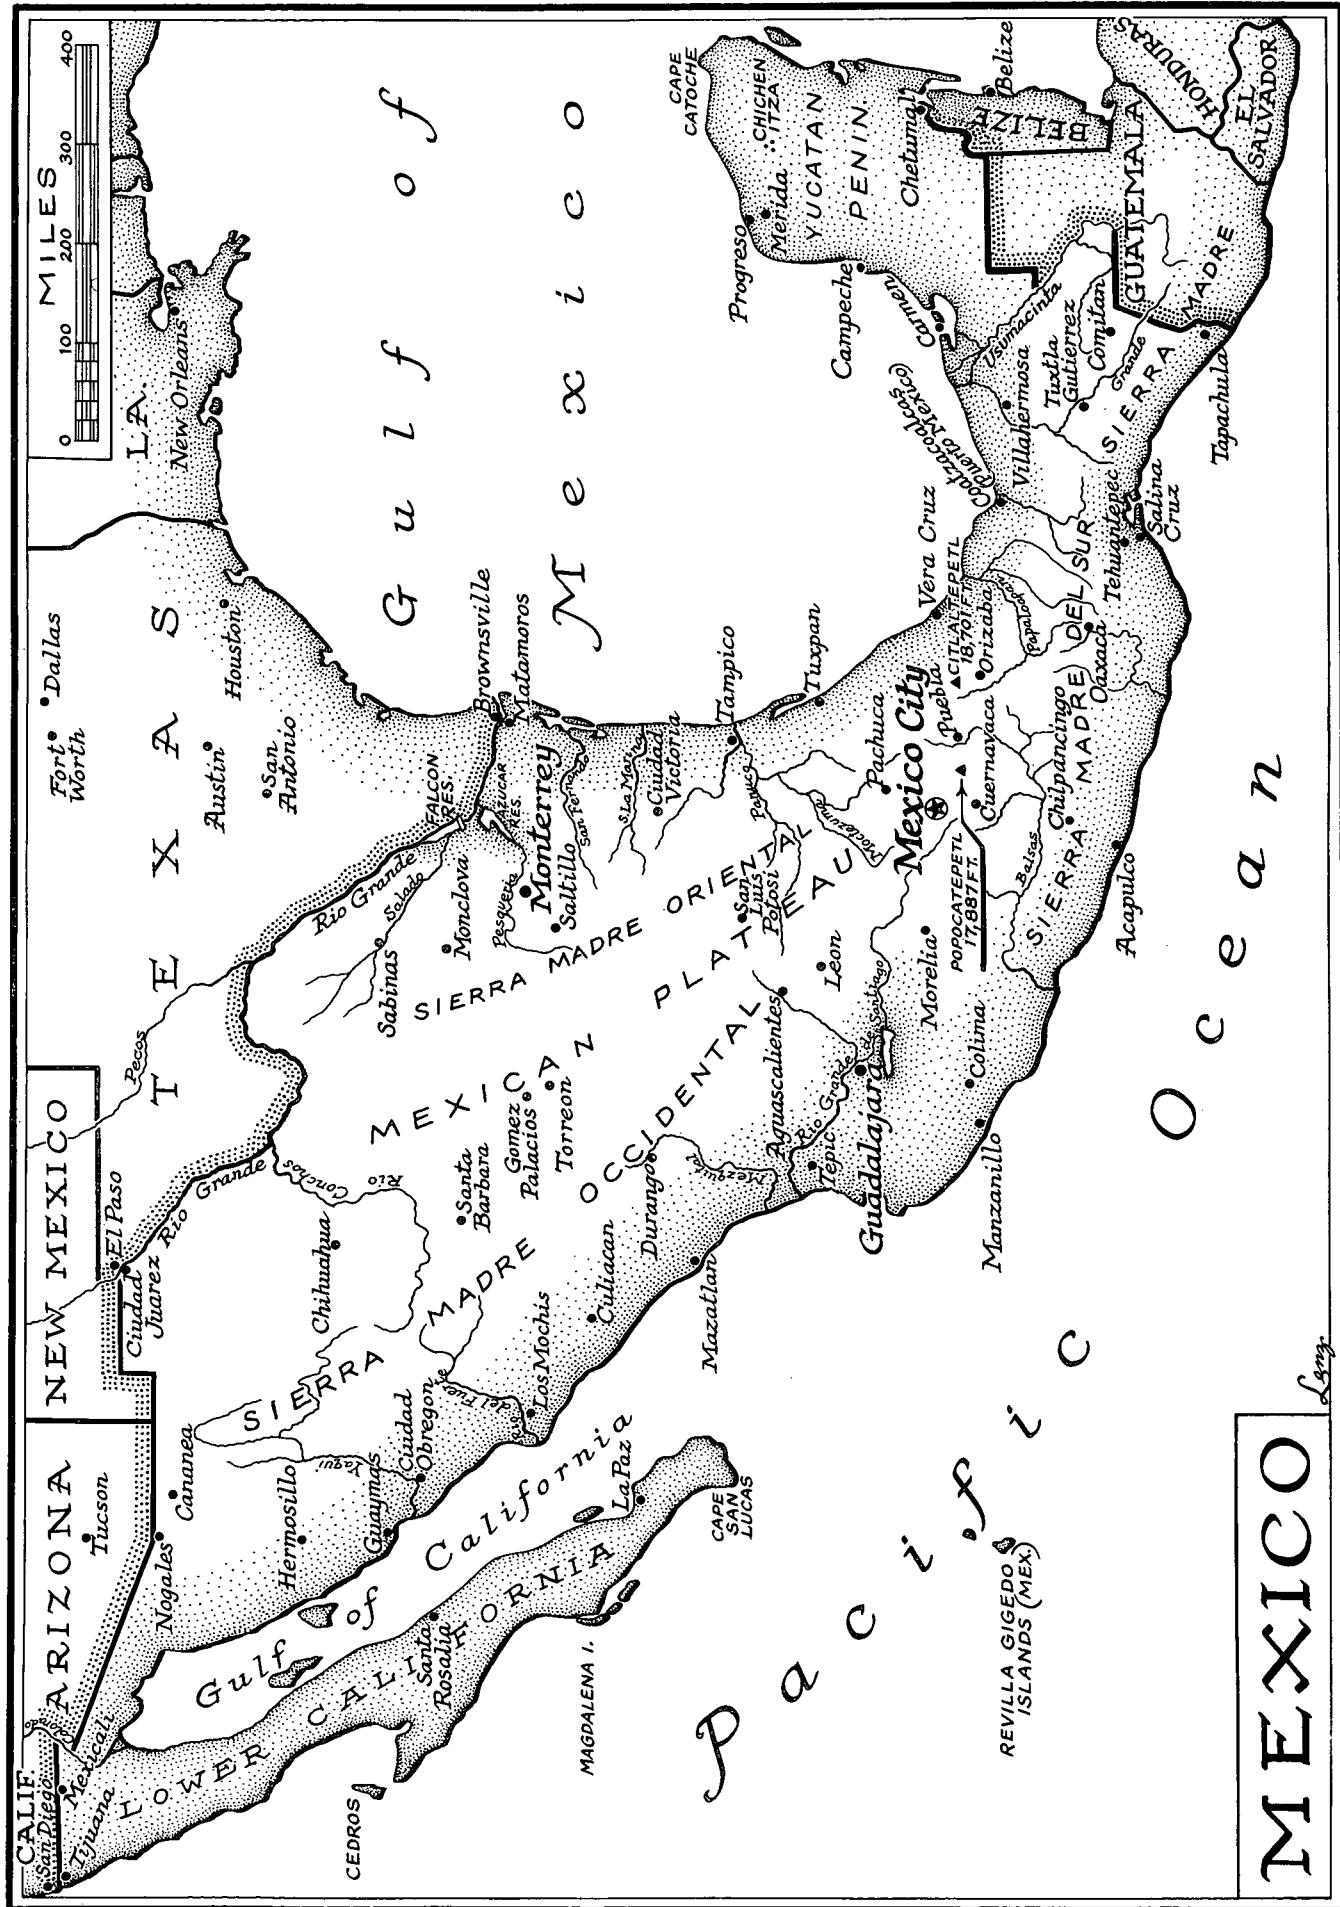 MEXICO
MILES
0 100 200 300 400
CALIF.
ARIZONA
NEW MEXICO
TEXAS
LA.
San Diego
Tijuana
Mexicali
Tucson
Nogales
Cananea
El Paso
Ciudad
Juarez
Rio Grande
Pecos
Fort
Worth
Dallas
Austin
San
Antonio
Houston
New Orleans
Gulf of
Mexico
LOWER CALIFORNIA
Gulf of California
Hermosillo
Guaymas
Ciudad
Obregon
Yaqui
Santa
Rosalia
CEDROS
MAGDALENA I.
La Paz
CAPE
SAN
LUCAS
Rio del Fuerte
Los Mochis
Culiacan
Chihuahua
Rio Conchos
SIERRA MADRE OCCIDENTAL
Santa
Barbara
Gomez
Palacios
Torreon
MEXICAN PLATEAU
Durango
Mezquital
Mazatlan
Rio Grande
Sabinas
Salado
Monclova
FALCON
RES.
AZUCAR
RES.
Brownsville
Matamoros
Pesqueria
Monterrey
Saltillo
San Fernando
SIERRA MADRE ORIENTAL
S. La Marina
Ciudad
Victoria
Tampico
Panuco
San
Luis
Potosi
Moctezuma
Tuxpan
Aguascalientes
Leon
Tepic
Rio Grande de Santiago
Guadalajara
Pachuca
Mexico City
Morelia
POPOCATEPETL
17,887 FT.
Puebla
CITLALTEPETL
18,701 FT.
Orizaba
Vera Cruz
Cuernavaca
Colima
Manzanillo
Balsas
Chilpancingo
SIERRA MADRE DEL SUR
Acapulco
Papaloapan
Oaxaca
Tehuantepec
Salina
Cruz
Coatzacoalcos
(Puerto Mexico)
Villahermosa
Carmen
Usumacinta
Tuxtla
Gutierrez
Comitan
Grande
SIERRA MADRE
Tapachula
Campeche
Progreso
Merida
CHICHEN
ITZA
CAPE
CATOCHE
YUCATAN
PENIN
Chetumal
BELIZE
Belize
GUATEMALA
HONDURAS
EL
SALVADOR
Pacific Ocean
REVILLA GIGEDO
ISLANDS (MEX.)
Lenz